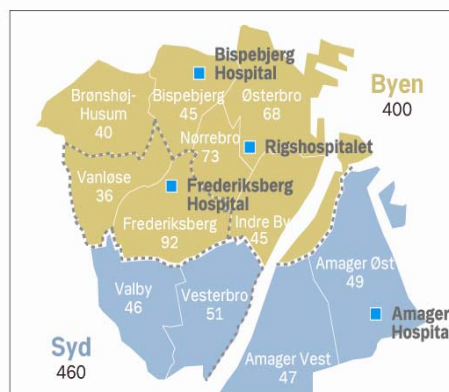 Bispebjerg
Hospital
Byen
400
Brønshøj-
Husum
40
Bispebjerg
45
Østerbro
68
Nørrebro
73
Rigshospitalet
Vanløse
36
Frederiksberg
Hospital
Frederiksberg
92
Indre By
45
Amager Øst
49
Valby
46
Vesterbro
51
Amager
Hospital
Syd
460
Amager Vest
47